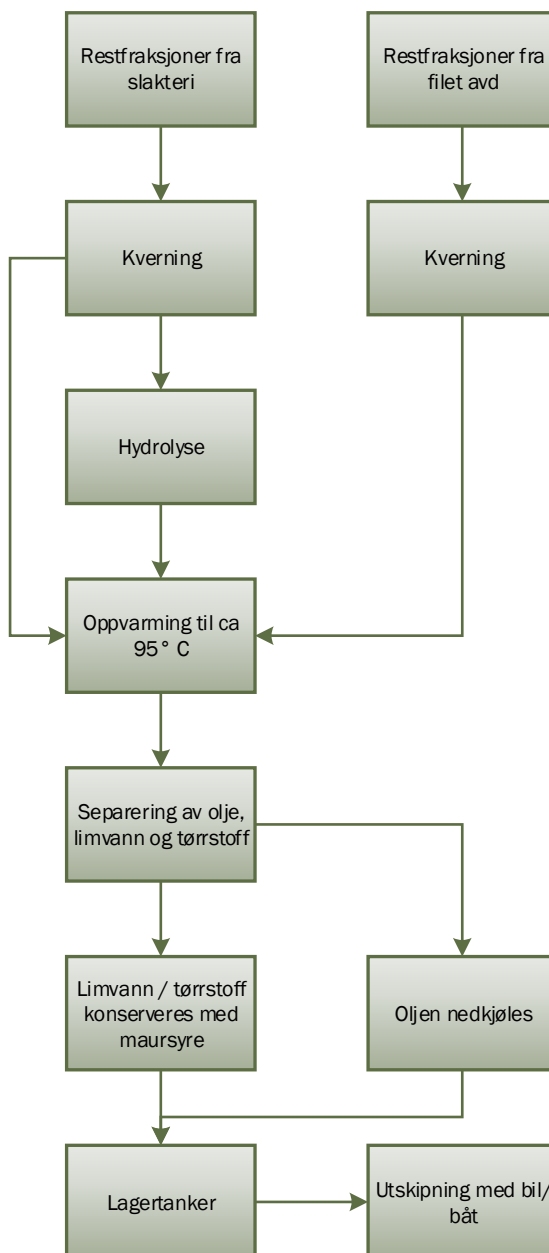 Restfraksjoner fra
slakteri
Restfraksjoner fra
filet avd
Kverning
Kverning
Hydrolyse
Oppvarming til ca
95° C
Separering av olje,
limvann og tørrstoff
Limvann / tørrstoff
konserveres med
maursyre
Oljen nedkjøles
Lagertanker
Utskipning med bil/
båt